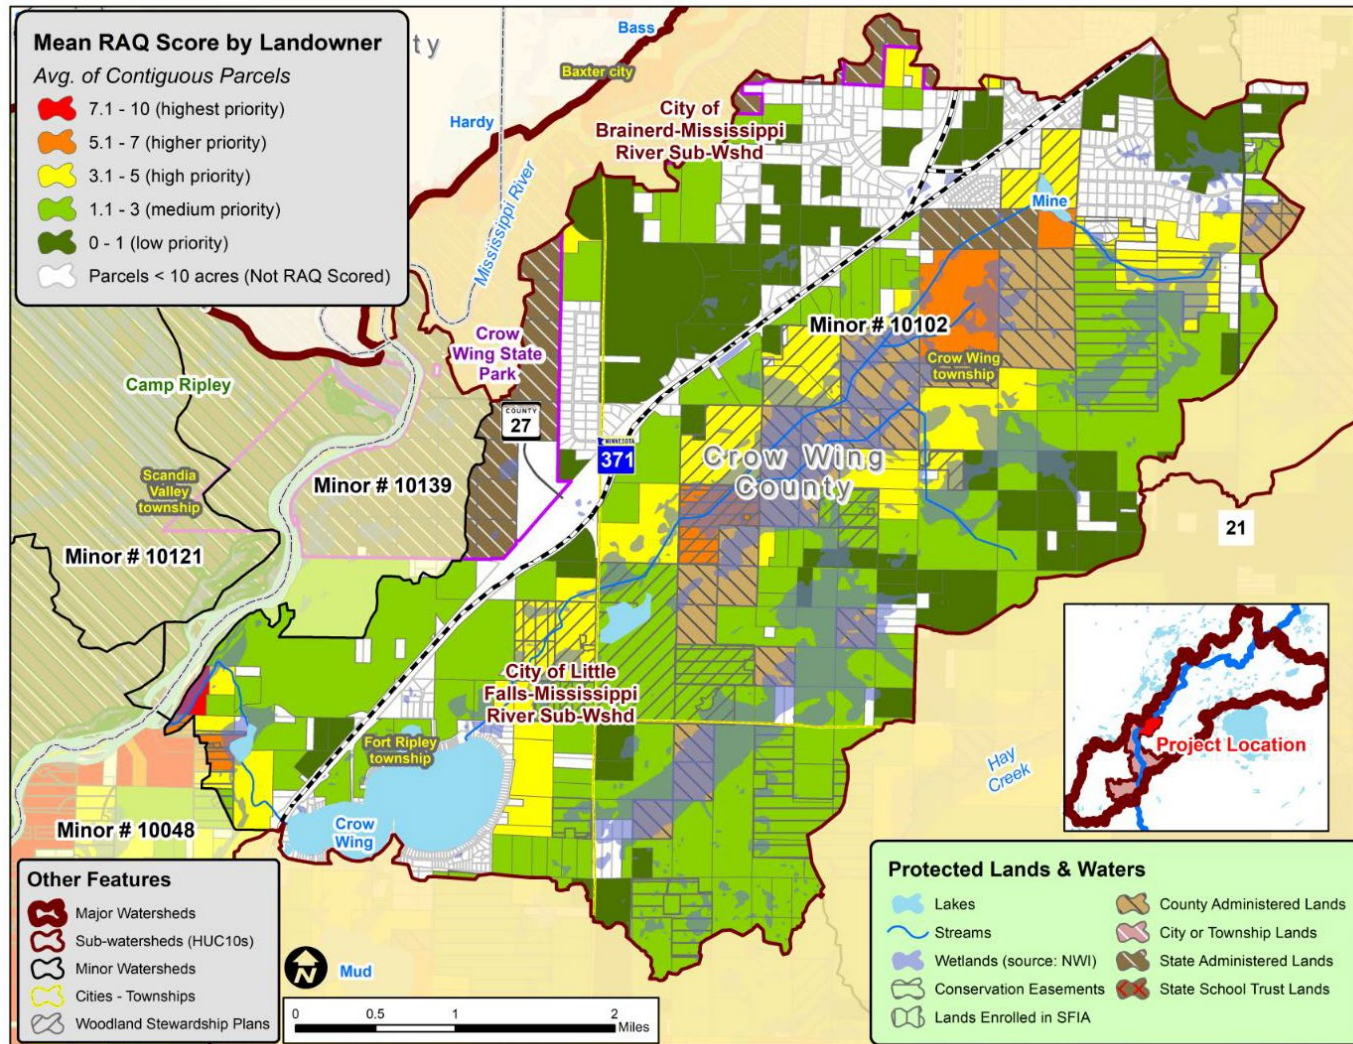 Mean RAQ Score by Landowner
Avg. of Contiguous Parcels
7.1 - 10 (highest priority)
5.1 - 7 (higher priority)
3.1 - 5 (high priority)
1.1 - 3 (medium priority)
0 - 1 (low priority)
Parcels < 10 acres (Not RAQ Scored)
ty
Bass
Baxter city
Hardy
City of
Brainerd-Mississippi
River Sub-Wshd
Mississippi River
Mine
Crow
Wing State
Park
Minor # 10102
Crow Wing
township
Camp Ripley
COUNTY
27
MINNESOTA
371
Crow Wing
County
Scandia
Valley
township
Minor # 10139
Minor # 10121
21
City of Little
Falls-Mississippi
River Sub-Wshd
Fort Ripley
township
Project Location
Hay
Creek
Minor # 10048
Crow
Wing
Other Features
Major Watersheds
Sub-watersheds (HUC10s)
Minor Watersheds
Cities - Townships
Woodland Stewardship Plans
N
Mud
0 0.5 1 2
Miles
Protected Lands & Waters
Lakes
Streams
Wetlands (source: NWI)
Conservation Easements
Lands Enrolled in SFIA
County Administered Lands
City or Township Lands
State Administered Lands
State School Trust Lands